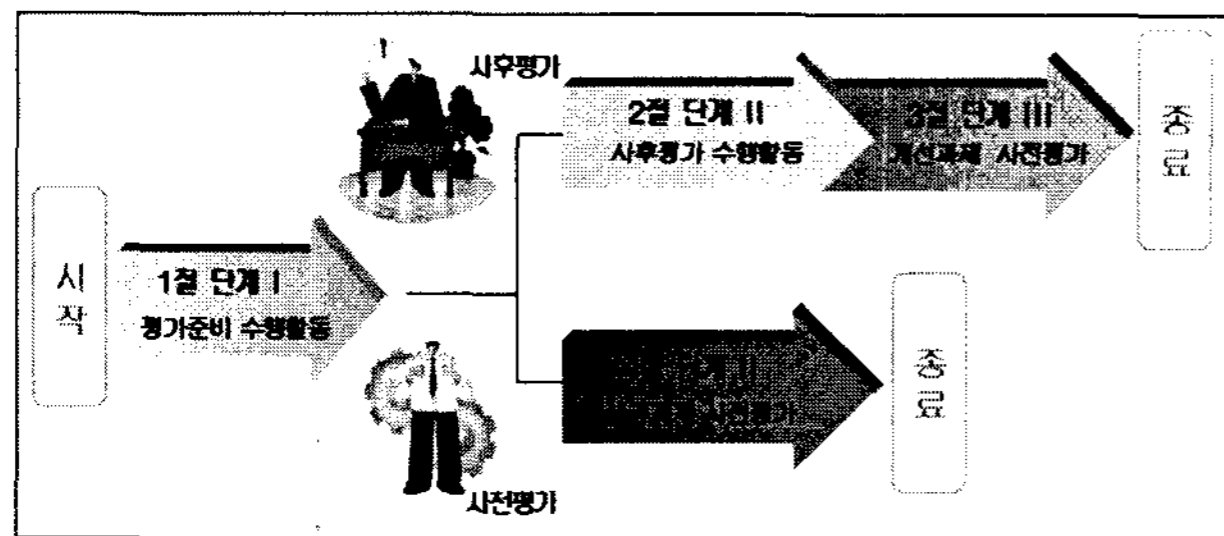 사후평가
2절 단계 II
사후평가 수행활동
3절 단계 III
개선과제 사전평가
종료
시작
1절 단계 I
평가준비 수행활동
종료
사전평가